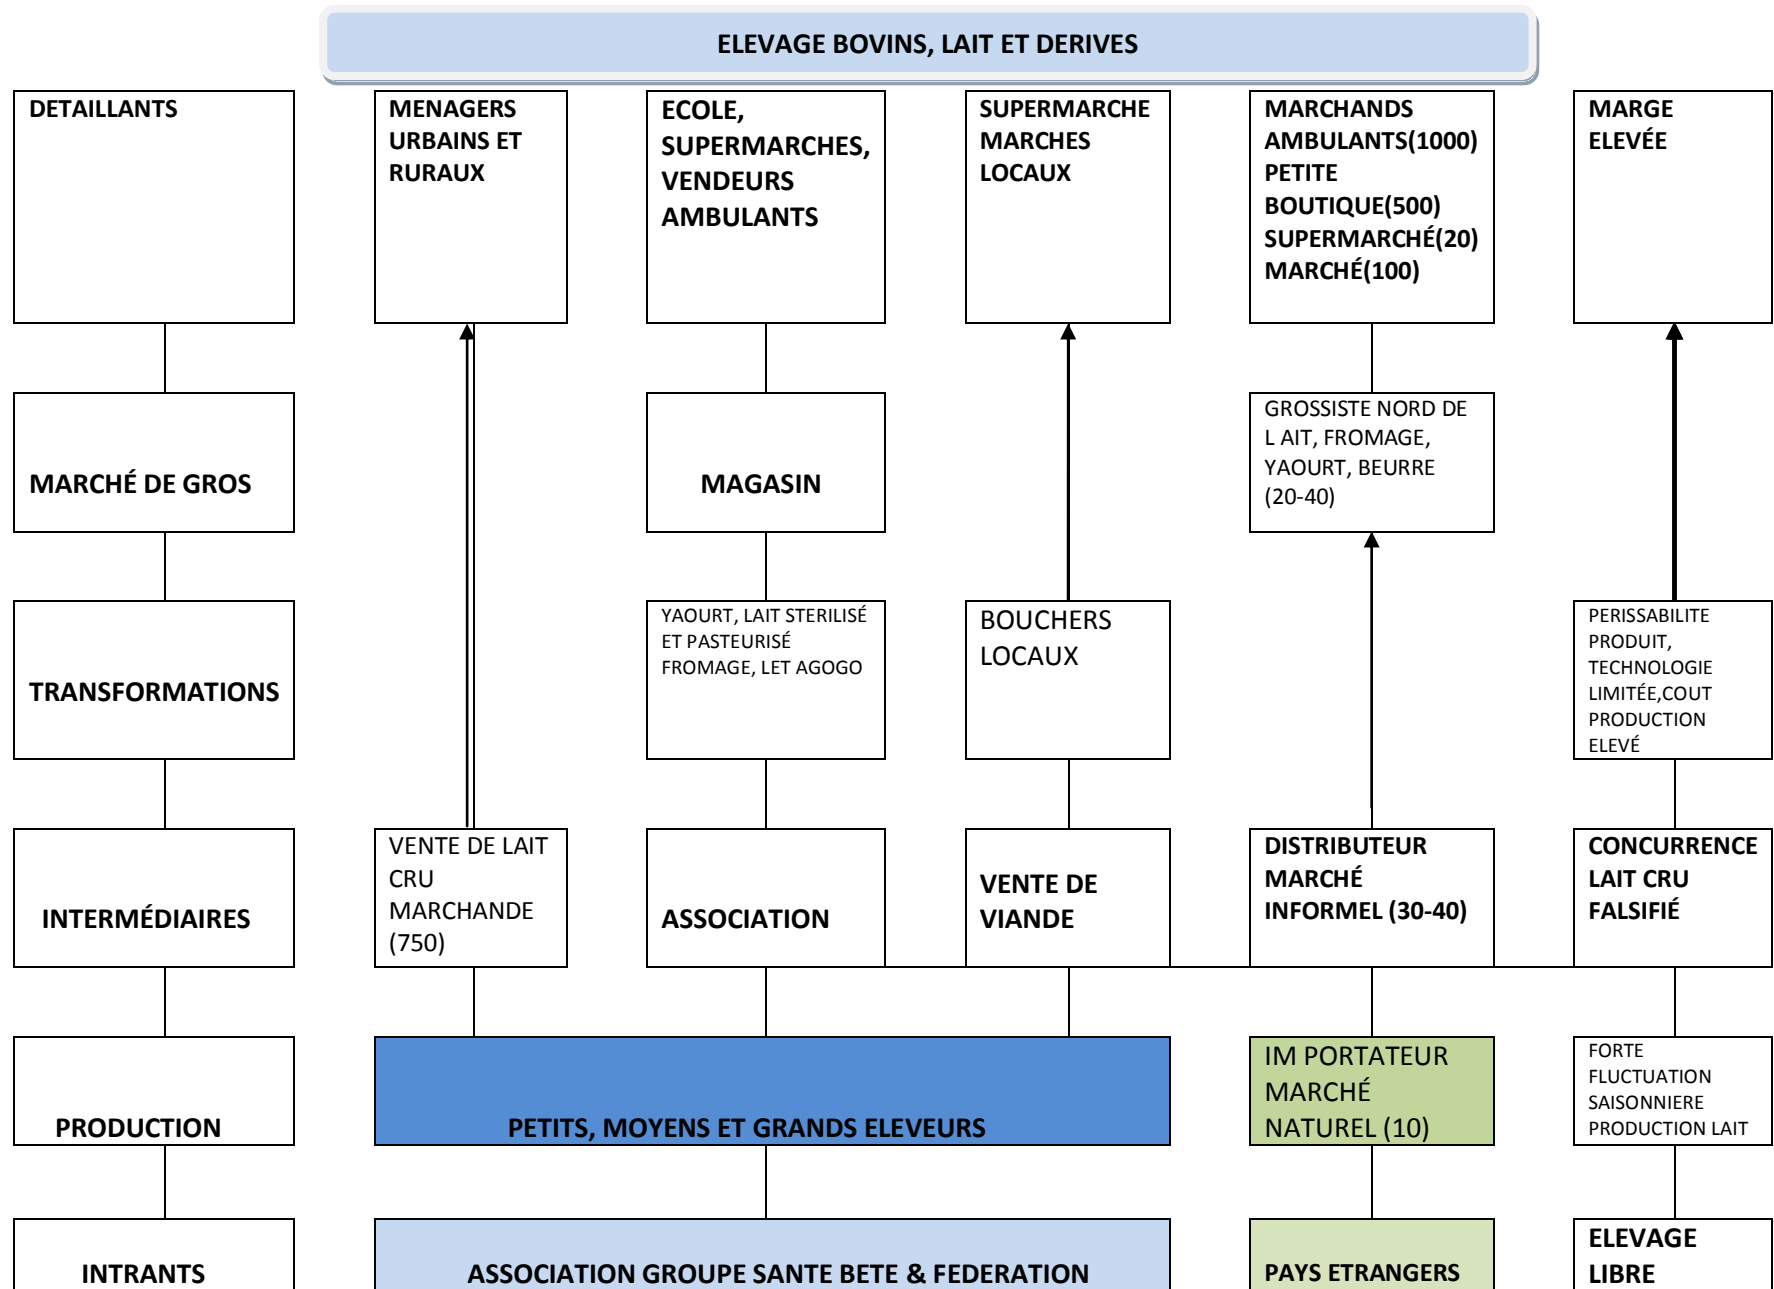 ELEVAGE BOVINS, LAIT ET DERIVES
DETAILLANTS
MENAGERS
URBAINS ET
RURAUX
ECOLE,
SUPERMARCHES,
VENDEURS
AMBULANTS
SUPERMARCHE
MARCHES
LOCAUX
MARCHANDS
AMBULANTS(1000)
PETITE
BOUTIQUE(500)
SUPERMARCHÉ(20)
MARCHÉ(100)
MARGE
ELEVÉE
MARCHÉ DE GROS
MAGASIN
GROSSISTE NORD DE
L AIT, FROMAGE,
YAOURT, BEURRE
(20-40)
TRANSFORMATIONS
YAOURT, LAIT STERILISÉ
ET PASTEURISÉ
FROMAGE, LET AGOGO
BOUCHERS
LOCAUX
PERISSABILITE
PRODUIT,
TECHNOLOGIE
LIMITÉE,COUT
PRODUCTION
ELEVÉ
INTERMÉDIAIRES
VENTE DE LAIT
CRU
MARCHANDE
(750)
ASSOCIATION
VENTE DE
VIANDE
DISTRIBUTEUR
MARCHÉ
INFORMEL (30-40)
CONCURRENCE
LAIT CRU
FALSIFIÉ
PRODUCTION
PETITS, MOYENS ET GRANDS ELEVEURS
IM PORTATEUR
MARCHÉ
NATUREL (10)
FORTE
FLUCTUATION
SAISONNIERE
PRODUCTION LAIT
INTRANTS
ASSOCIATION GROUPE SANTE BETE & FEDERATION
PAYS ETRANGERS
ELEVAGE
LIBRE